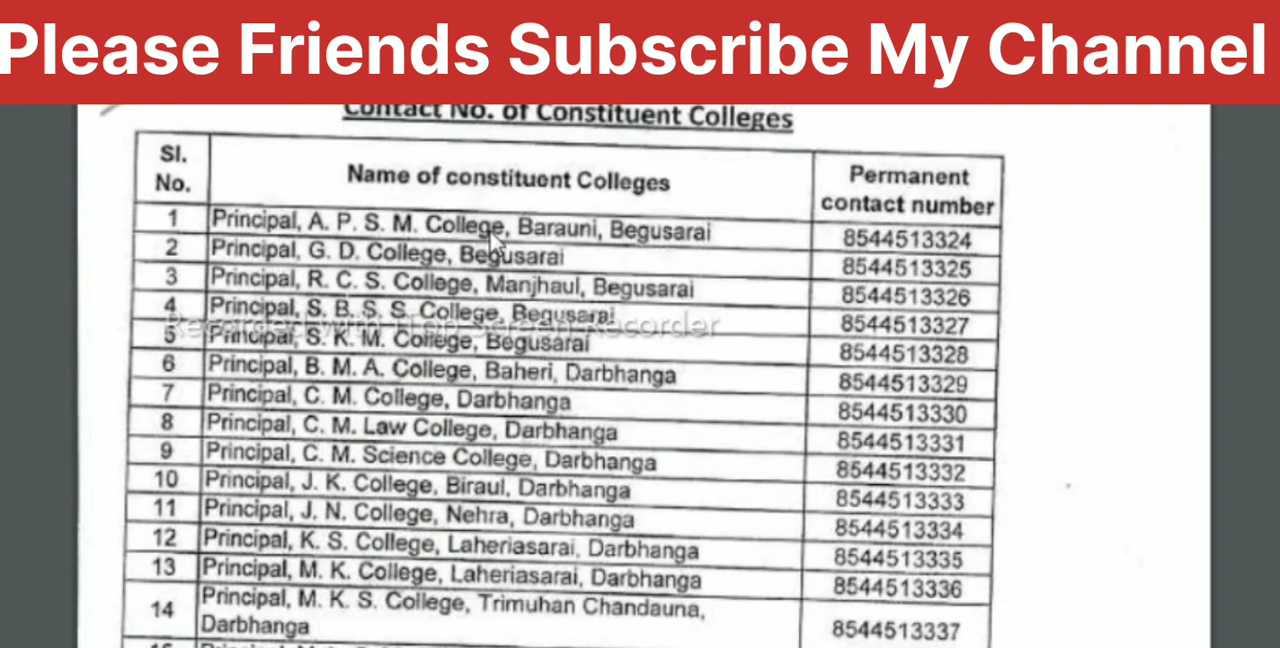 Please Friends Subscribe My Channel
Contact No. of Constituent Colleges
Sl. No. Name of constituent Colleges Permanent contact number
1 Principal, A. P. S. M. College, Barauni, Begusarai 8544513324
2 Principal, G. D. College, Begusarai 8544513325
3 Principal, R. C. S. College, Manjhaul, Begusarai 8544513326
4 Principal, S. B. S. S. College, Begusarai 8544513327
Recorded with Screen Recorder
5 Principal, S. K. M. College, Begusarai 8544513328
6 Principal, B. M. A. College, Baheri, Darbhanga 8544513329
7 Principal, C. M. College, Darbhanga 8544513330
8 Principal, C. M. Law College, Darbhanga 8544513331
9 Principal, C. M. Science College, Darbhanga 8544513332
10 Principal, J. K. College, Biraul, Darbhanga 8544513333
11 Principal, J. N. College, Nehra, Darbhanga 8544513334
12 Principal, K. S. College, Laheriasarai, Darbhanga 8544513335
13 Principal, M. K. College, Laheriasarai, Darbhanga 8544513336
14 Principal, M. K. S. College, Trimuhan Chandauna, 8544513337
Darbhanga